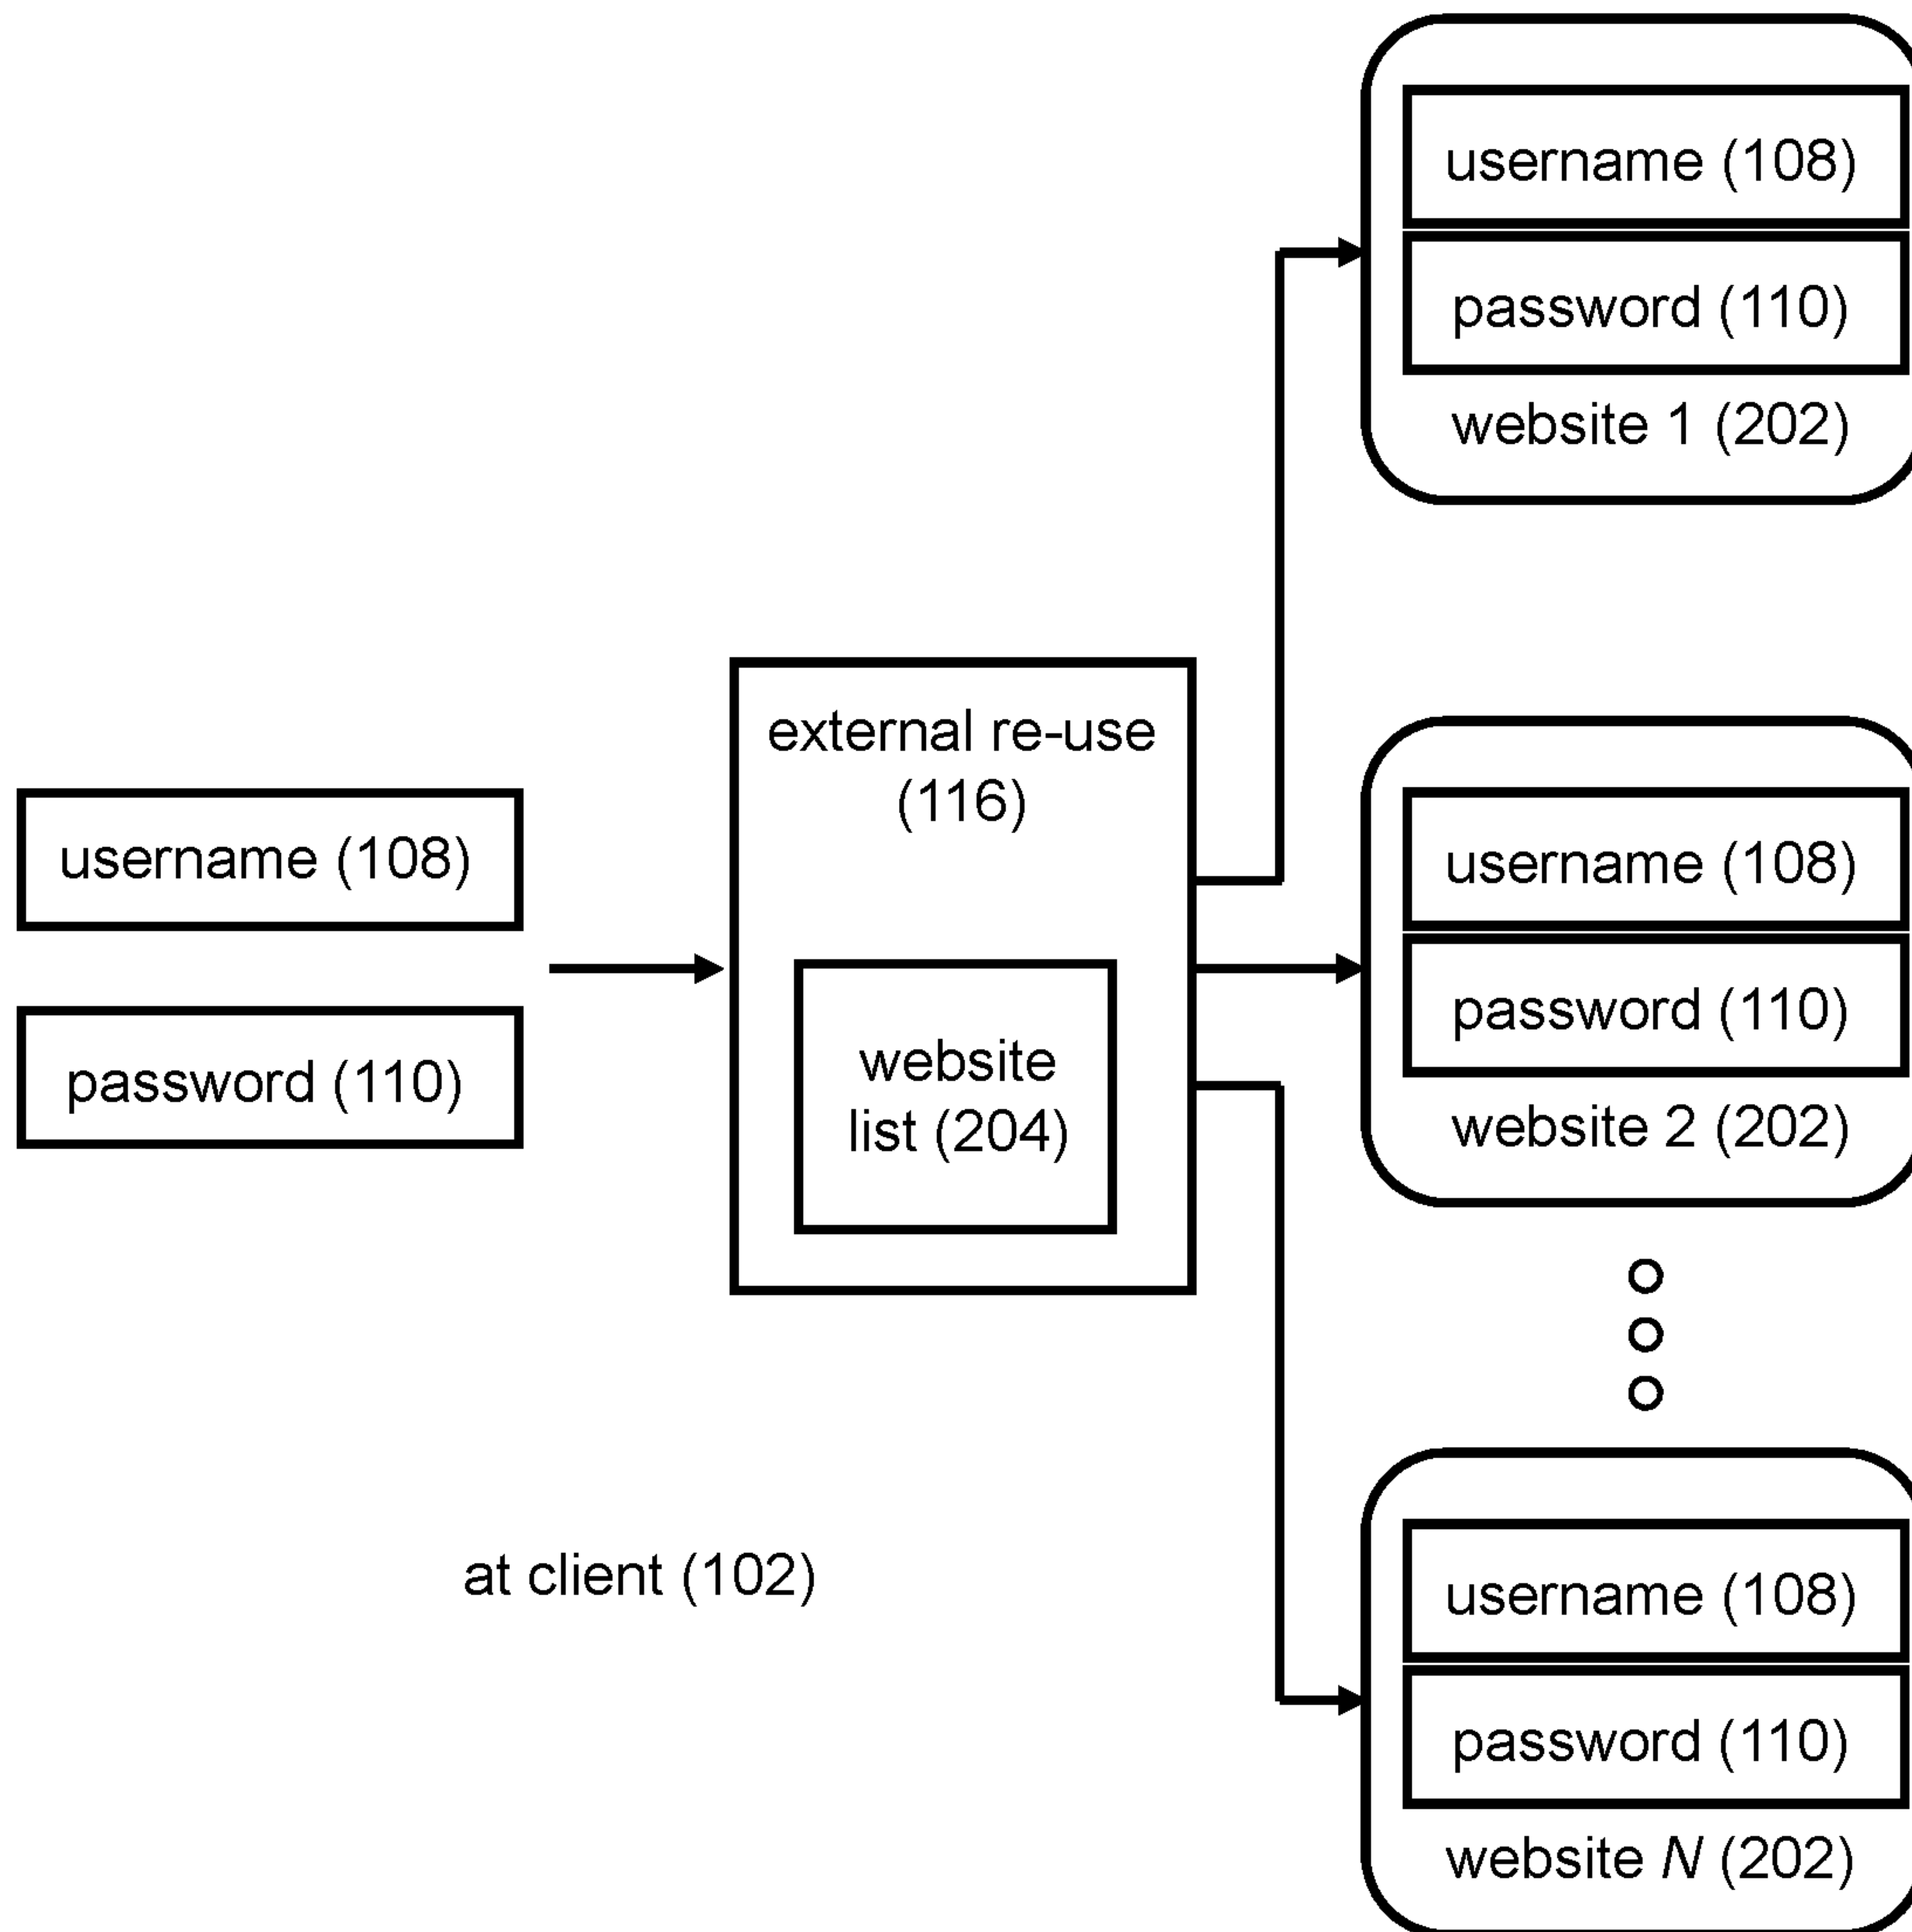 username (108)
password (110)
external re-use
(116)
website
list (204)
username (108)
password (110)
website 1 (202)
username (108)
password (110)
website 2 (202)
username (108)
password (110)
website N (202)
at client (102)